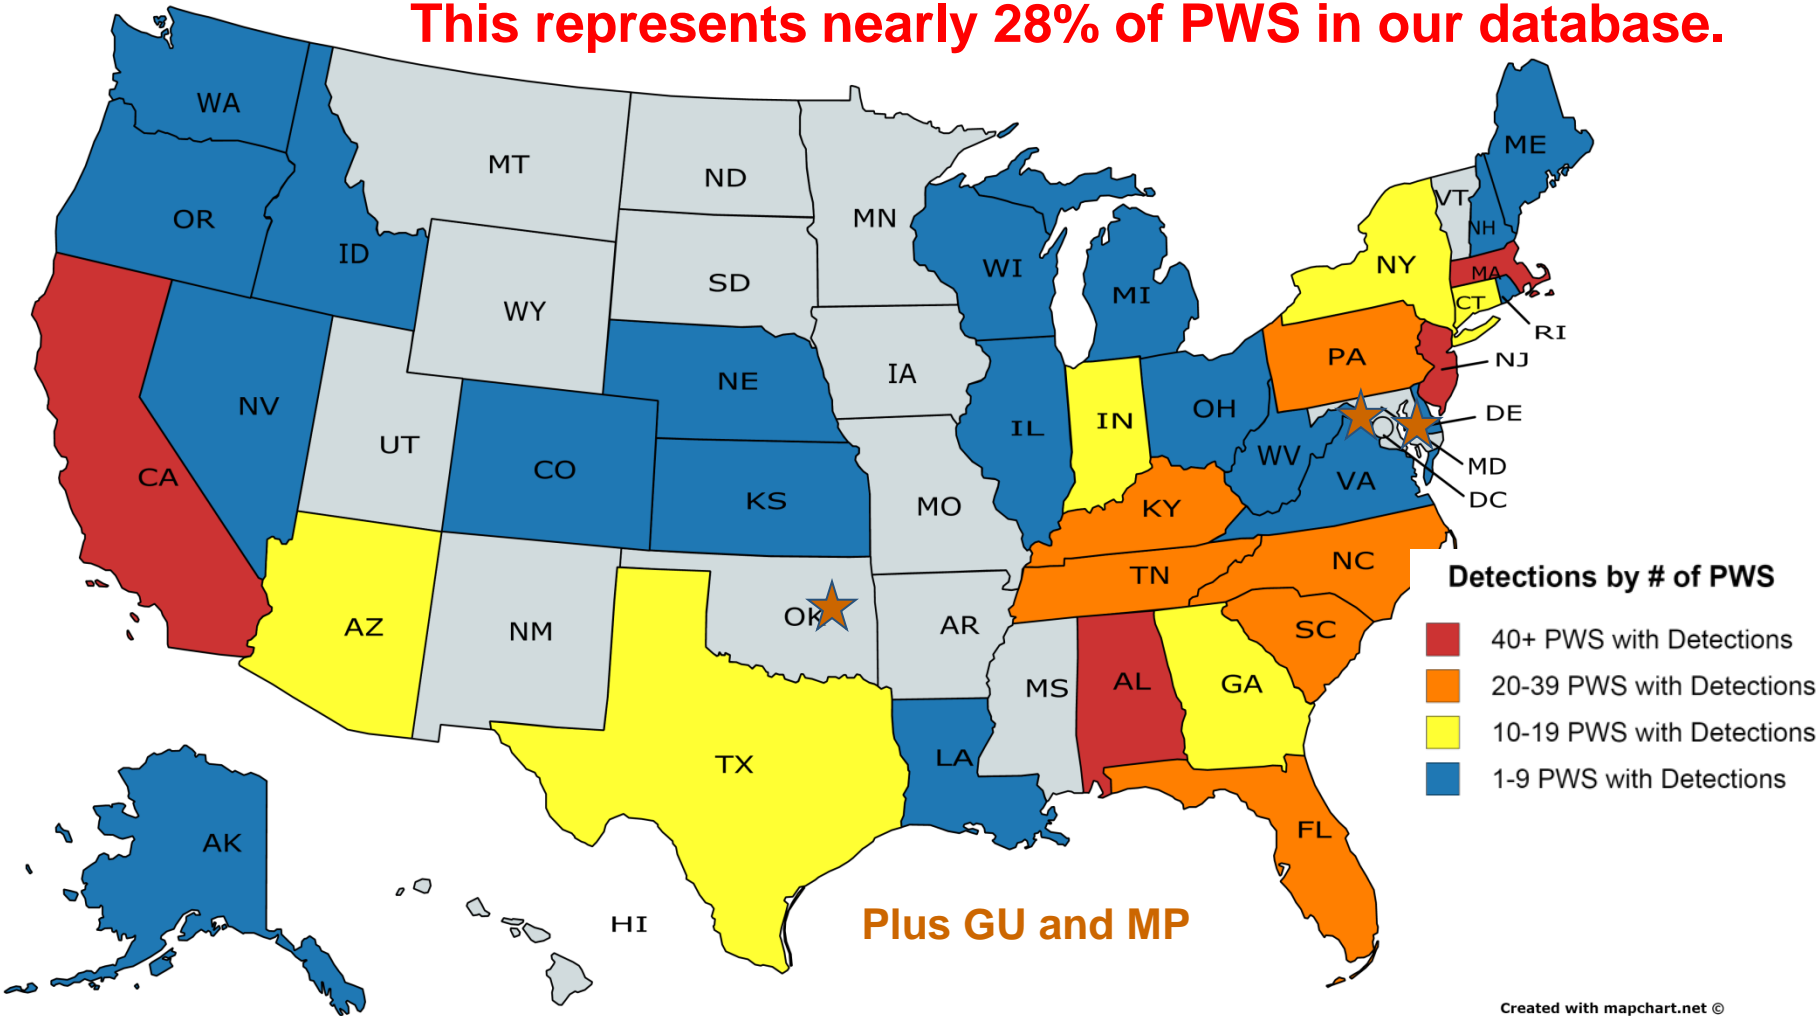 This represents nearly 28% of PWS in our database.
WA
MT
ND
MN
ME
OR
ID
SD
WY
WI
MI
NY
VT
NH
MA
CT
RI
NJ
PA
DE
MD
DC
NV
UT
CO
NE
IA
KS
MO
IL
IN
OH
WV
VA
KY
CA
AZ
NM
OK
AR
TN
NC
SC
MS
AL
GA
TX
LA
FL
AK
HI
Detections by # of PWS
40+ PWS with Detections
20-39 PWS with Detections
10-19 PWS with Detections
1-9 PWS with Detections
Plus GU and MP
Created with mapchart.net ©